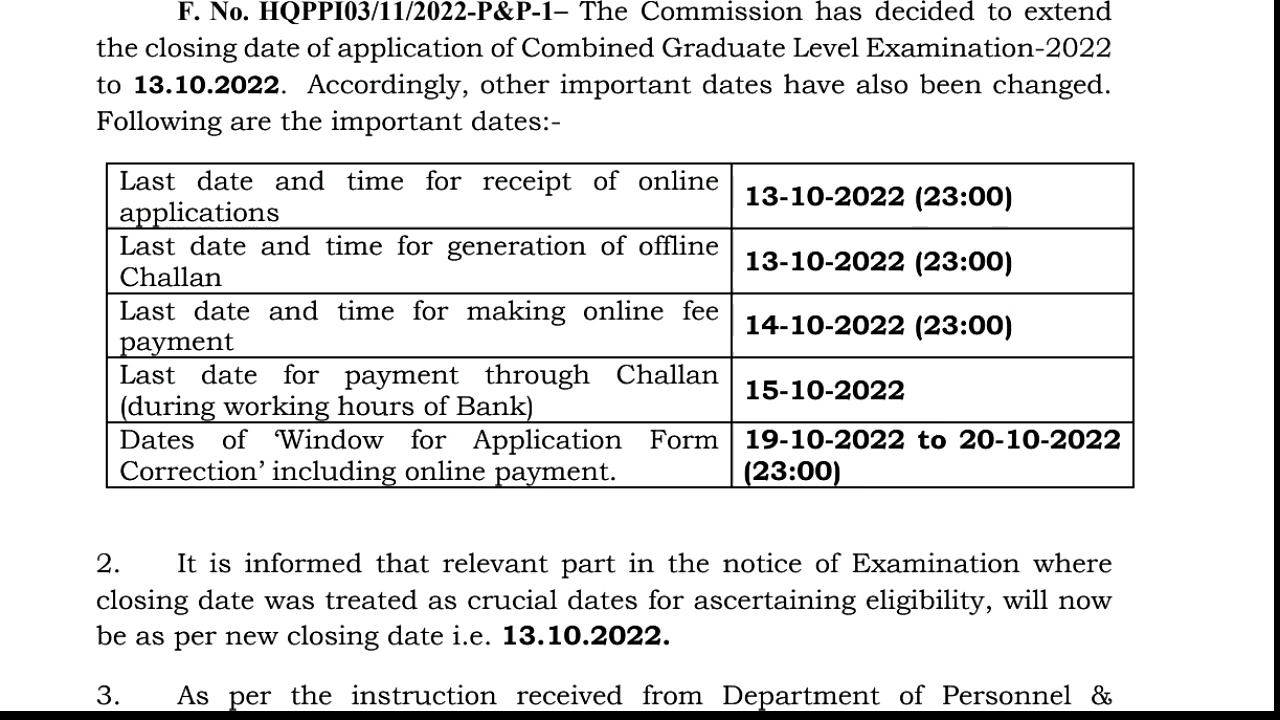 F. No. HQPPI03/11/2022-P&P-1– The Commission has decided to extend
the closing date of application of Combined Graduate Level Examination-2022
to 13.10.2022. Accordingly, other important dates have also been changed.
Following are the important dates:-
Last date and time for receipt of online
applications
13-10-2022 (23:00)
Last date and time for generation of offline
Challan
13-10-2022 (23:00)
Last date and time for making online fee
payment
14-10-2022 (23:00)
Last date for payment through Challan
(during working hours of Bank)
15-10-2022
Dates of ‘Window for Application Form
Correction’ including online payment.
19-10-2022 to 20-10-2022
(23:00)
2. It is informed that relevant part in the notice of Examination where
closing date was treated as crucial dates for ascertaining eligibility, will now
be as per new closing date i.e. 13.10.2022.
3. As per the instruction received from Department of Personnel &